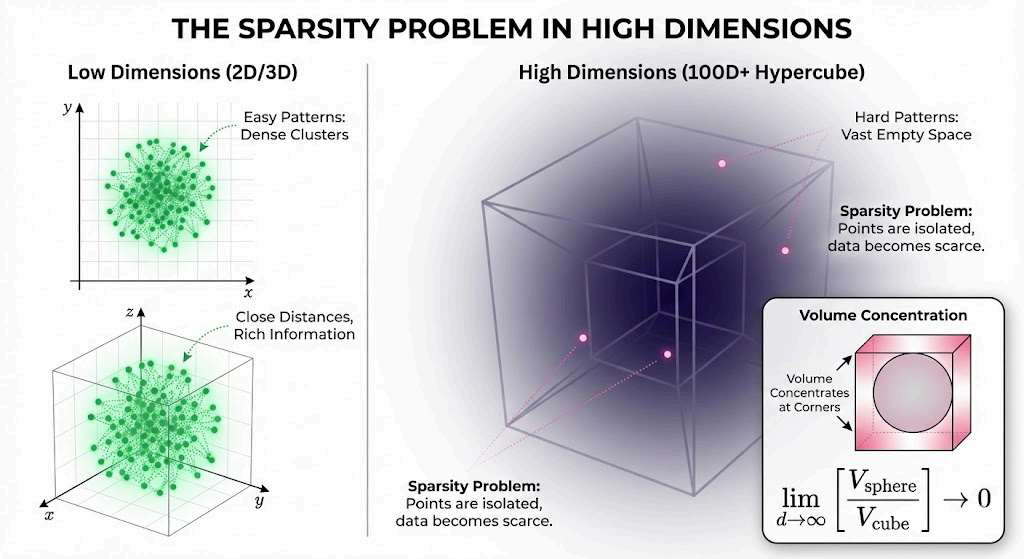 THE SPARSITY PROBLEM IN HIGH DIMENSIONS
Low Dimensions (2D/3D)
y
Easy Patterns:
Dense Clusters
x
z
Close Distances,
Rich Information
x
y
High Dimensions (100D+ Hypercube)
Hard Patterns:
Vast Empty Space
Sparsity Problem:
Points are isolated,
data becomes scarce.
Sparsity Problem:
Points are isolated,
data becomes scarce.
Volume Concentration
Volume
Concentrates
at Corners
lim d→∞ [V_sphere / V_cube] → 0